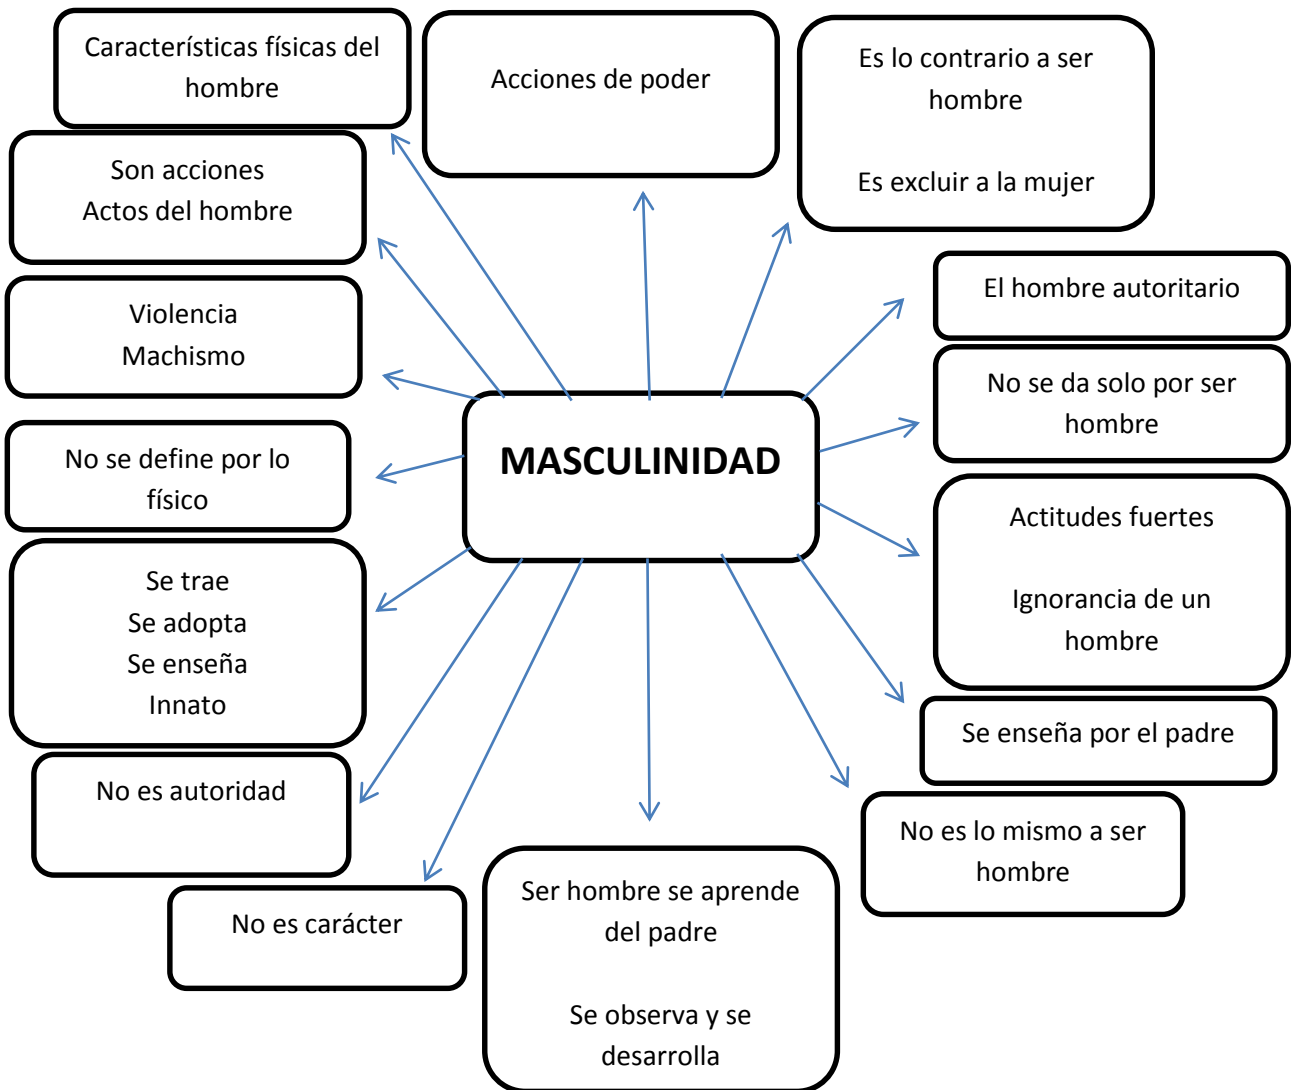 Características físicas del
hombre
Acciones de poder
Es lo contrario a ser
hombre
Es excluir a la mujer
Son acciones
Actos del hombre
El hombre autoritario
Violencia
Machismo
No se da solo por ser
hombre
MASCULINIDAD
No se define por lo
físico
Actitudes fuertes
Ignorancia de un
hombre
Se trae
Se adopta
Se enseña
Innato
Se enseña por el padre
No es autoridad
No es lo mismo a ser
hombre
No es carácter
Ser hombre se aprende
del padre
Se observa y se
desarrolla